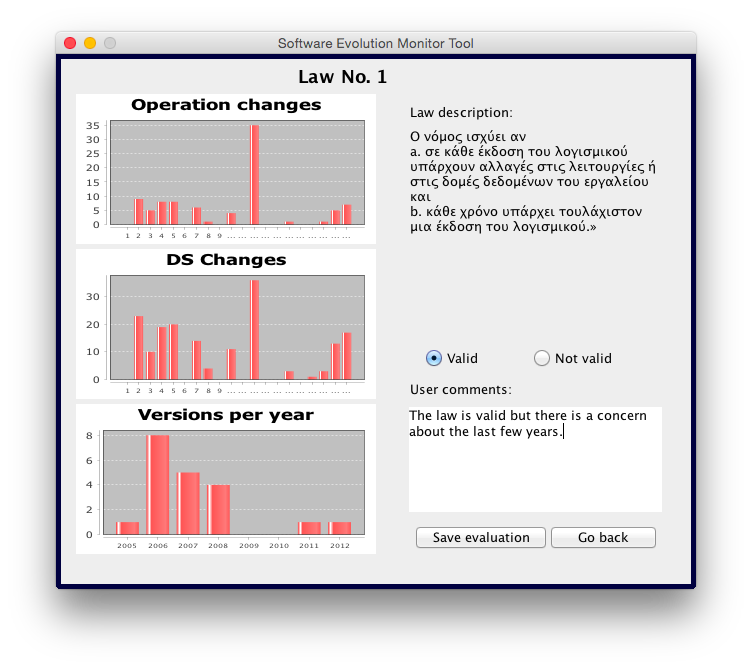 Software Evolution Monitor Tool
Law No. 1
Operation changes
35
30
25
20
15
10
5
0
1 2 3 4 5 6 7 8 9 ... ... ... ... ... ... ... ... ... ... ...
DS Changes
30
20
10
0
1 2 3 4 5 6 7 8 9 ... ... ... ... ... ... ... ... ... ... ...
Versions per year
8
6
4
2
0
2005 2006 2007 2008 2009 2010 2011 2012
Law description:
Ο νόμος ισχύει αν
a. σε κάθε έκδοση του λογισμικού
υπάρχουν αλλαγές στις λειτουργίες ή
στις δομές δεδομένων του εργαλείου
και
b. κάθε χρόνο υπάρχει τουλάχιστον
μια έκδοση του λογισμικού.»
Valid Not valid
User comments:
The law is valid but there is a concern
about the last few years.
Save evaluation Go back